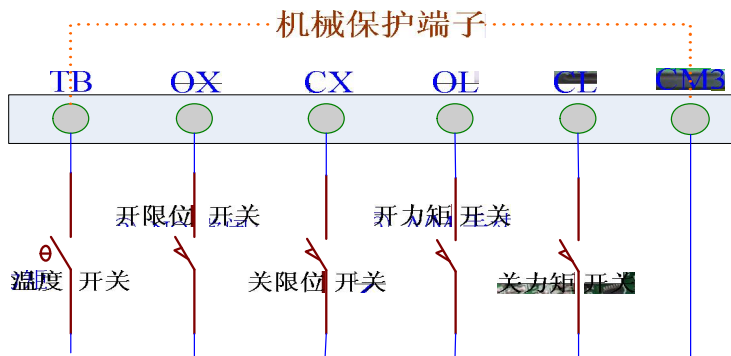 机械保护端子
TB OX CX OL CL CM3
开限位 开关 开力矩 开关
θ
温度 开关 关限位 开关 关力矩 开关